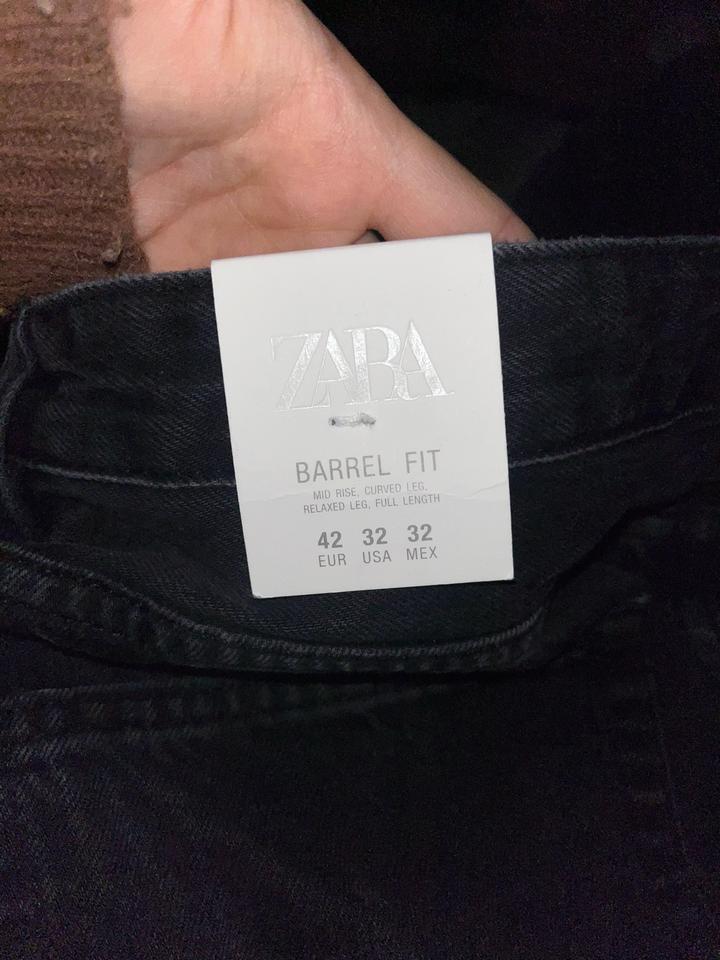 ZARA
BARREL FIT
MID RISE, CURVED LEG,
RELAXED LEG, FULL LENGTH
42 32 32
EUR USA MEX